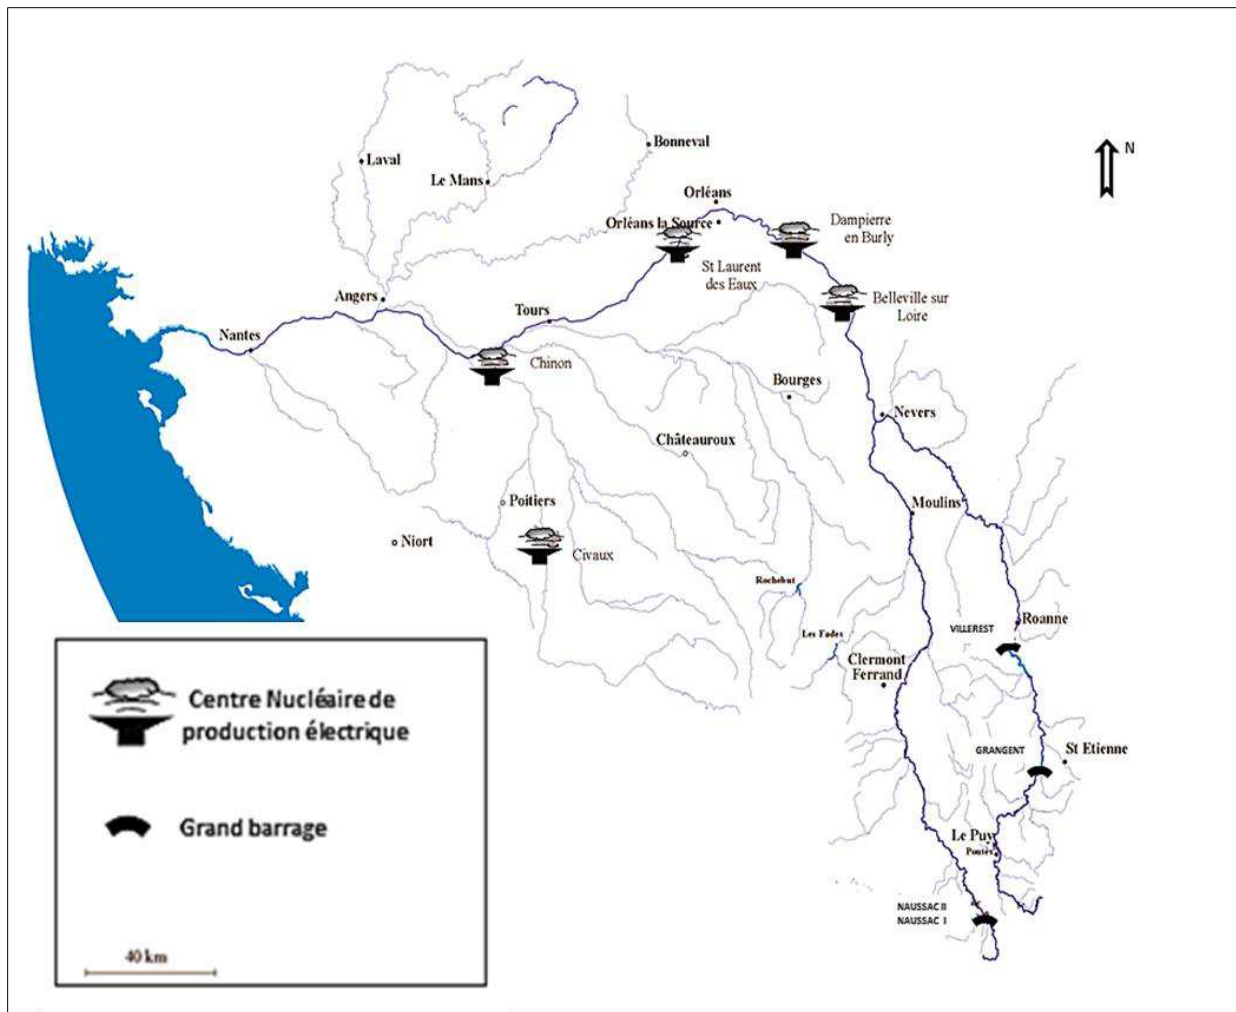 Bonneval
N
Laval
Le Mans
Orléans
Orléans la Source
Dampierre
en Burly
St Laurent
des Eaux
Angers
Belleville sur
Loire
Tours
Nantes
Chinon
Bourges
Nevers
Châteauroux
Poitiers
Moulins
Niort
Civaux
Rochebut
Roanne
VILLEREST
Les Fades
Clermont
Ferrand
GRANGENT
St Etienne
Le Puy
Poutès
NAUSSAC II
NAUSSAC I
Centre Nucléaire de
production électrique
Grand barrage
40 km